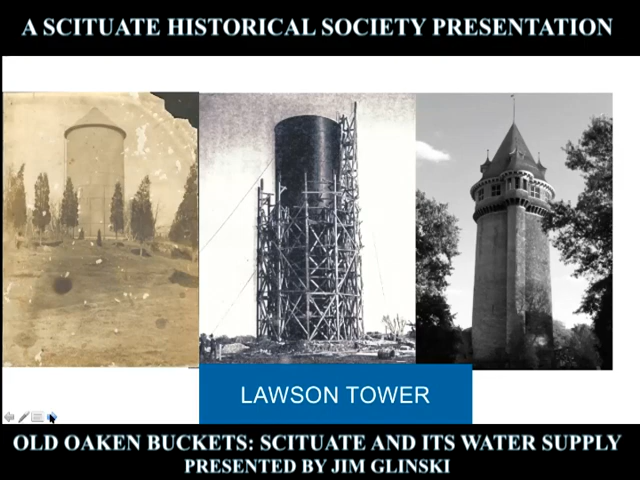 A SCITUATE HISTORICAL SOCIETY PRESENTATION
LAWSON TOWER
OLD OAKEN BUCKETS: SCITUATE AND ITS WATER SUPPLY
PRESENTED BY JIM GLINSKI